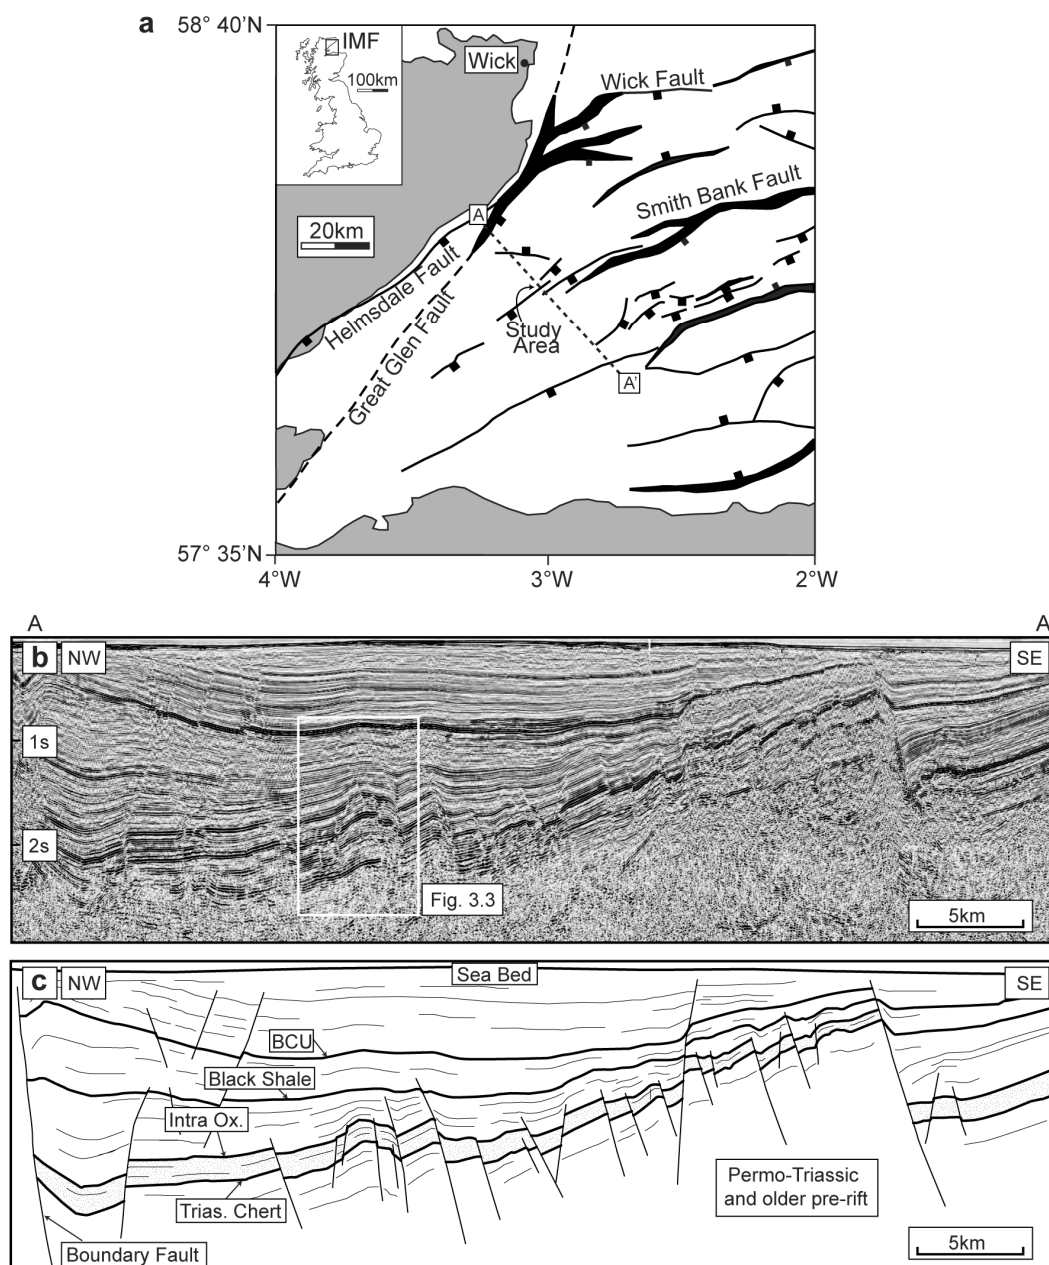 a
58° 40'N
IMF
100km
Wick
Wick Fault
Smith Bank Fault
A
20km
Helmsdale Fault
Great Glen Fault
Study
Area
A'
57° 35'N
4°W
3°W
2°W
A
A
b
NW
SE
1s
2s
Fig. 3.3
5km
c
NW
Sea Bed
SE
BCU
Black Shale
Intra Ox.
Trias. Chert
Permo-Triassic
and older pre-rift
Boundary Fault
5km